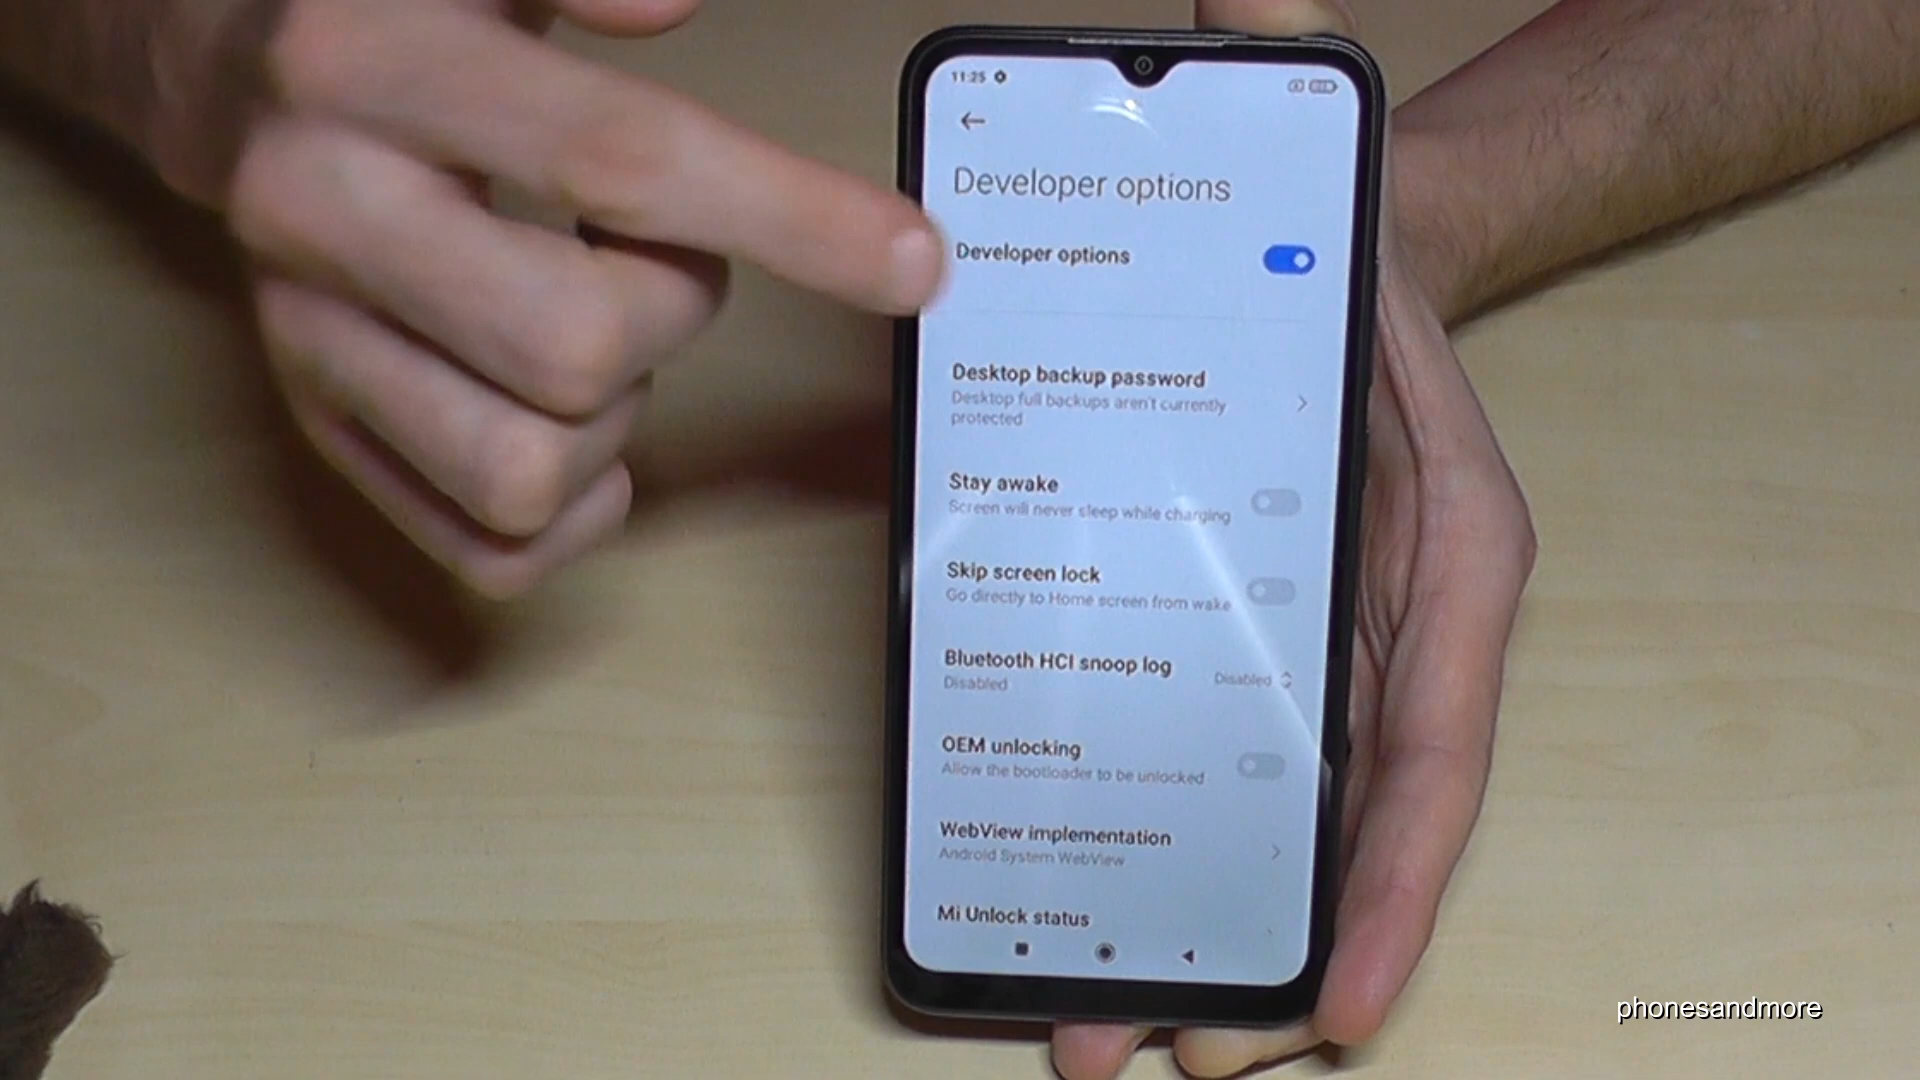 11:25
Developer options
Developer options
Desktop backup password
Desktop full backups aren't currently
protected
Stay awake
Screen will never sleep while charging
Skip screen lock
Go directly to Home screen from wake
Bluetooth HCI snoop log
Disabled
Disabled
OEM unlocking
Allow the bootloader to be unlocked
WebView implementation
Android System WebView
Mi Unlock status
phonesandmore